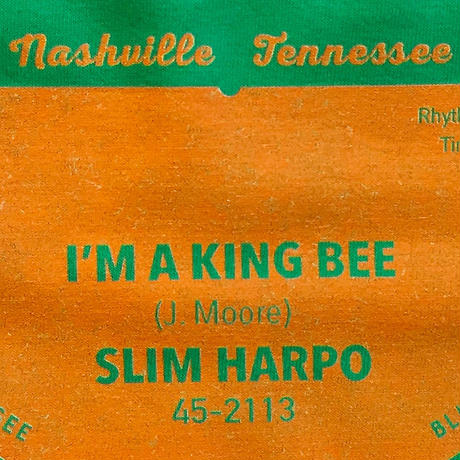 Nashville Tennessee
I'M A KING BEE
(J. Moore)
SLIM HARPO
45-2113